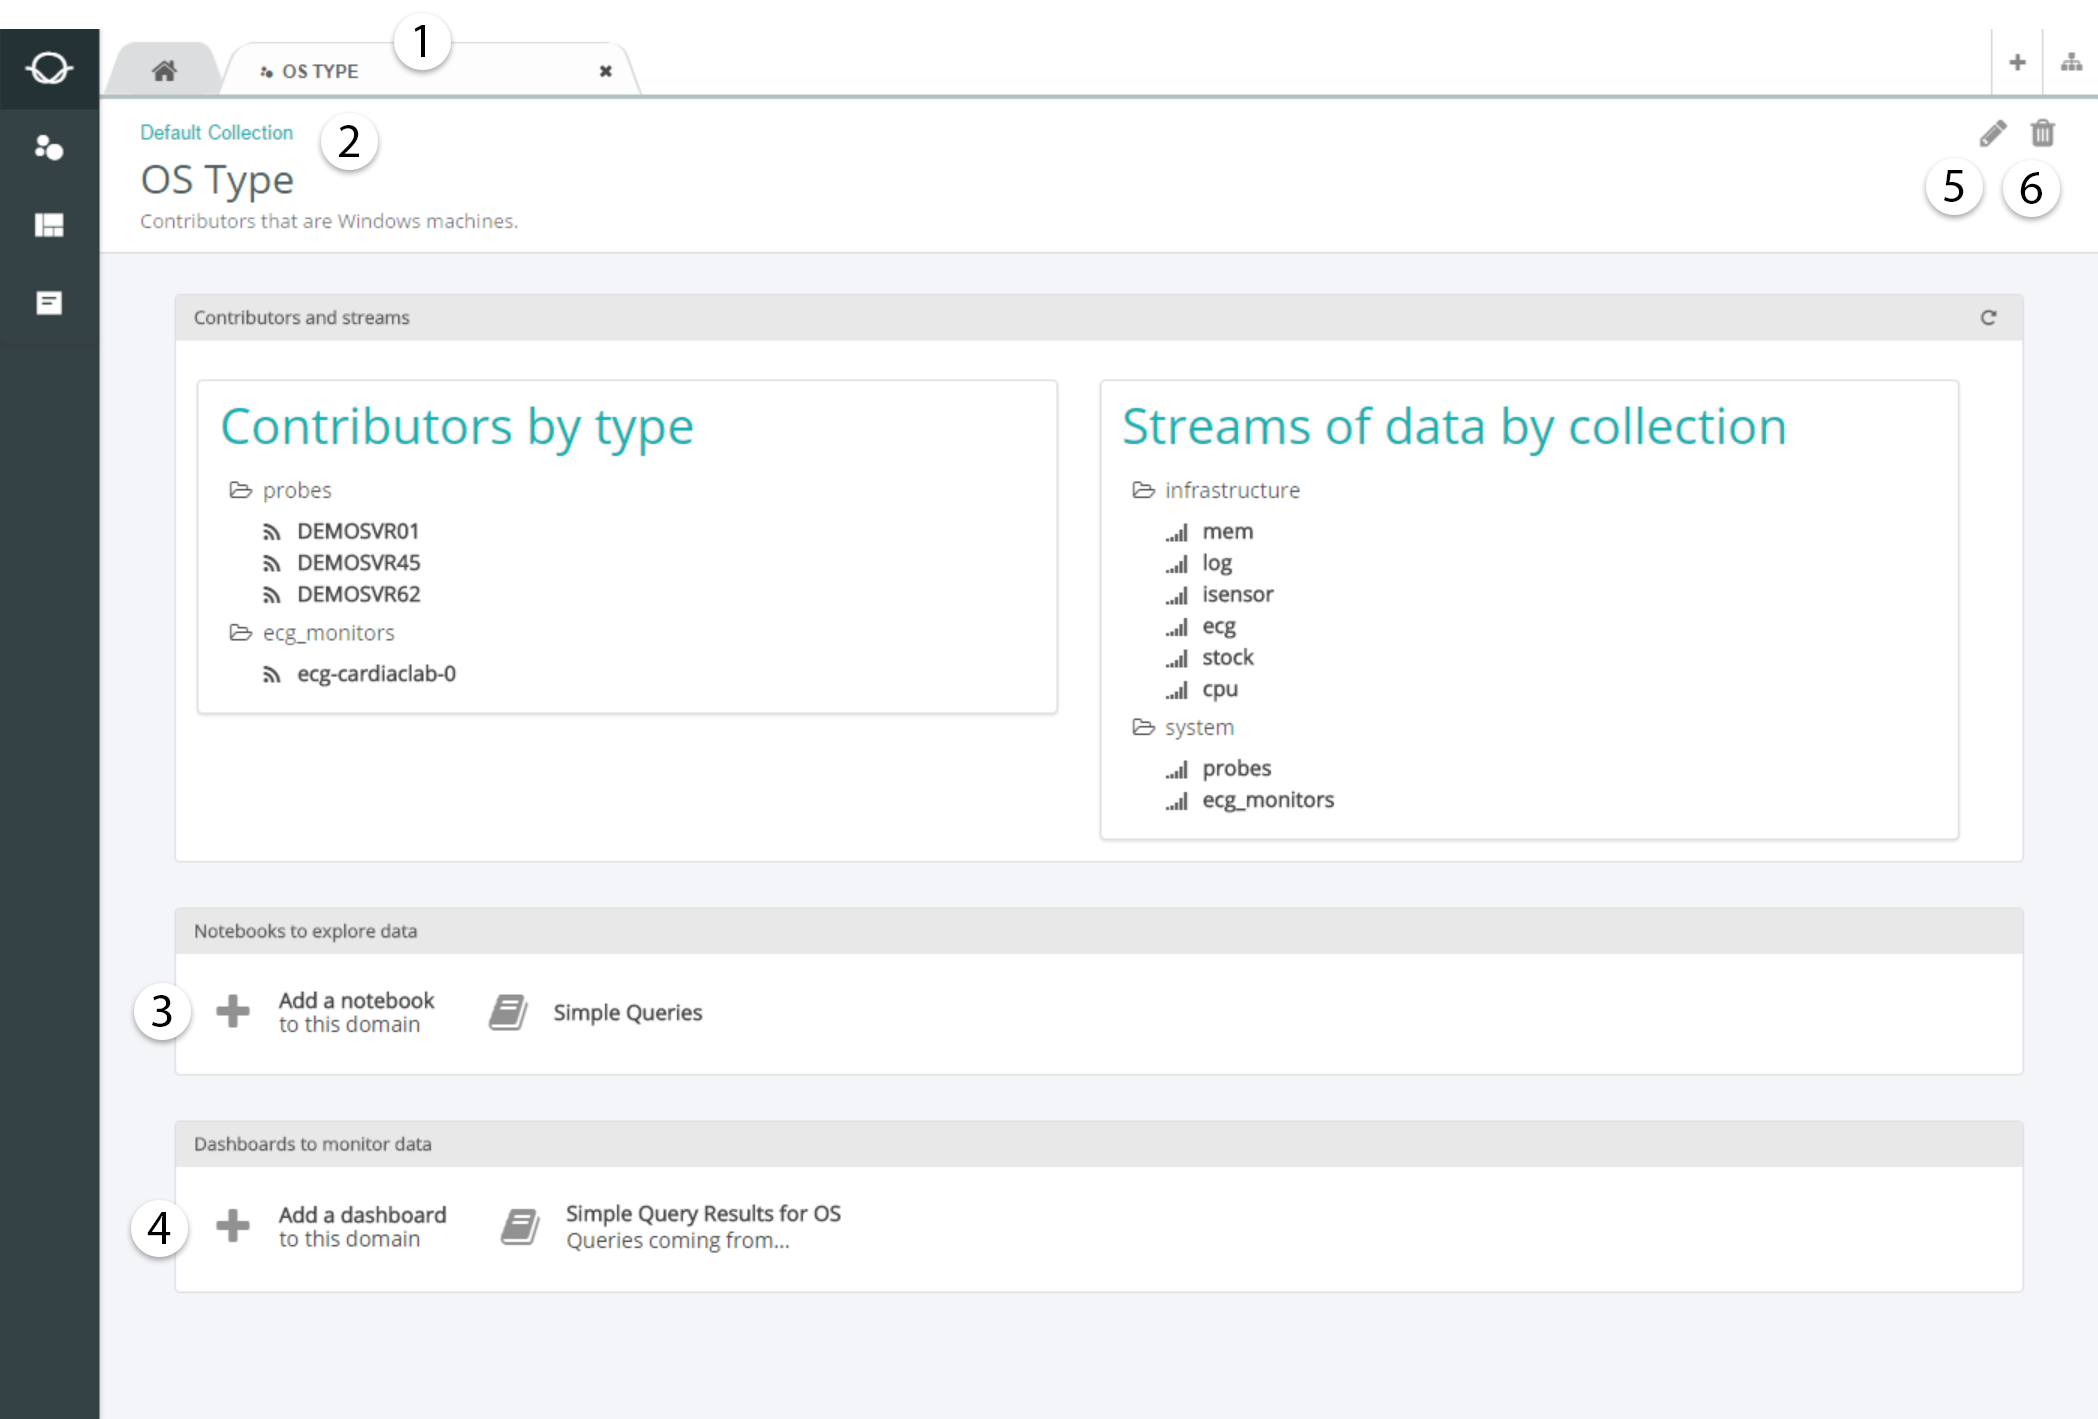 1
OS TYPE
Default Collection
2
OS Type
Contributors that are Windows machines.
5
6
Contributors and streams
Contributors by type
probes
DEMOSVR01
DEMOSVR45
DEMOSVR62
ecg_monitors
ecg-cardiaclab-0
Streams of data by collection
infrastructure
mem
log
isensor
ecg
stock
cpu
system
probes
ecg_monitors
Notebooks to explore data
3
Add a notebook
to this domain
Simple Queries
Dashboards to monitor data
4
Add a dashboard
to this domain
Simple Query Results for OS
Queries coming from...